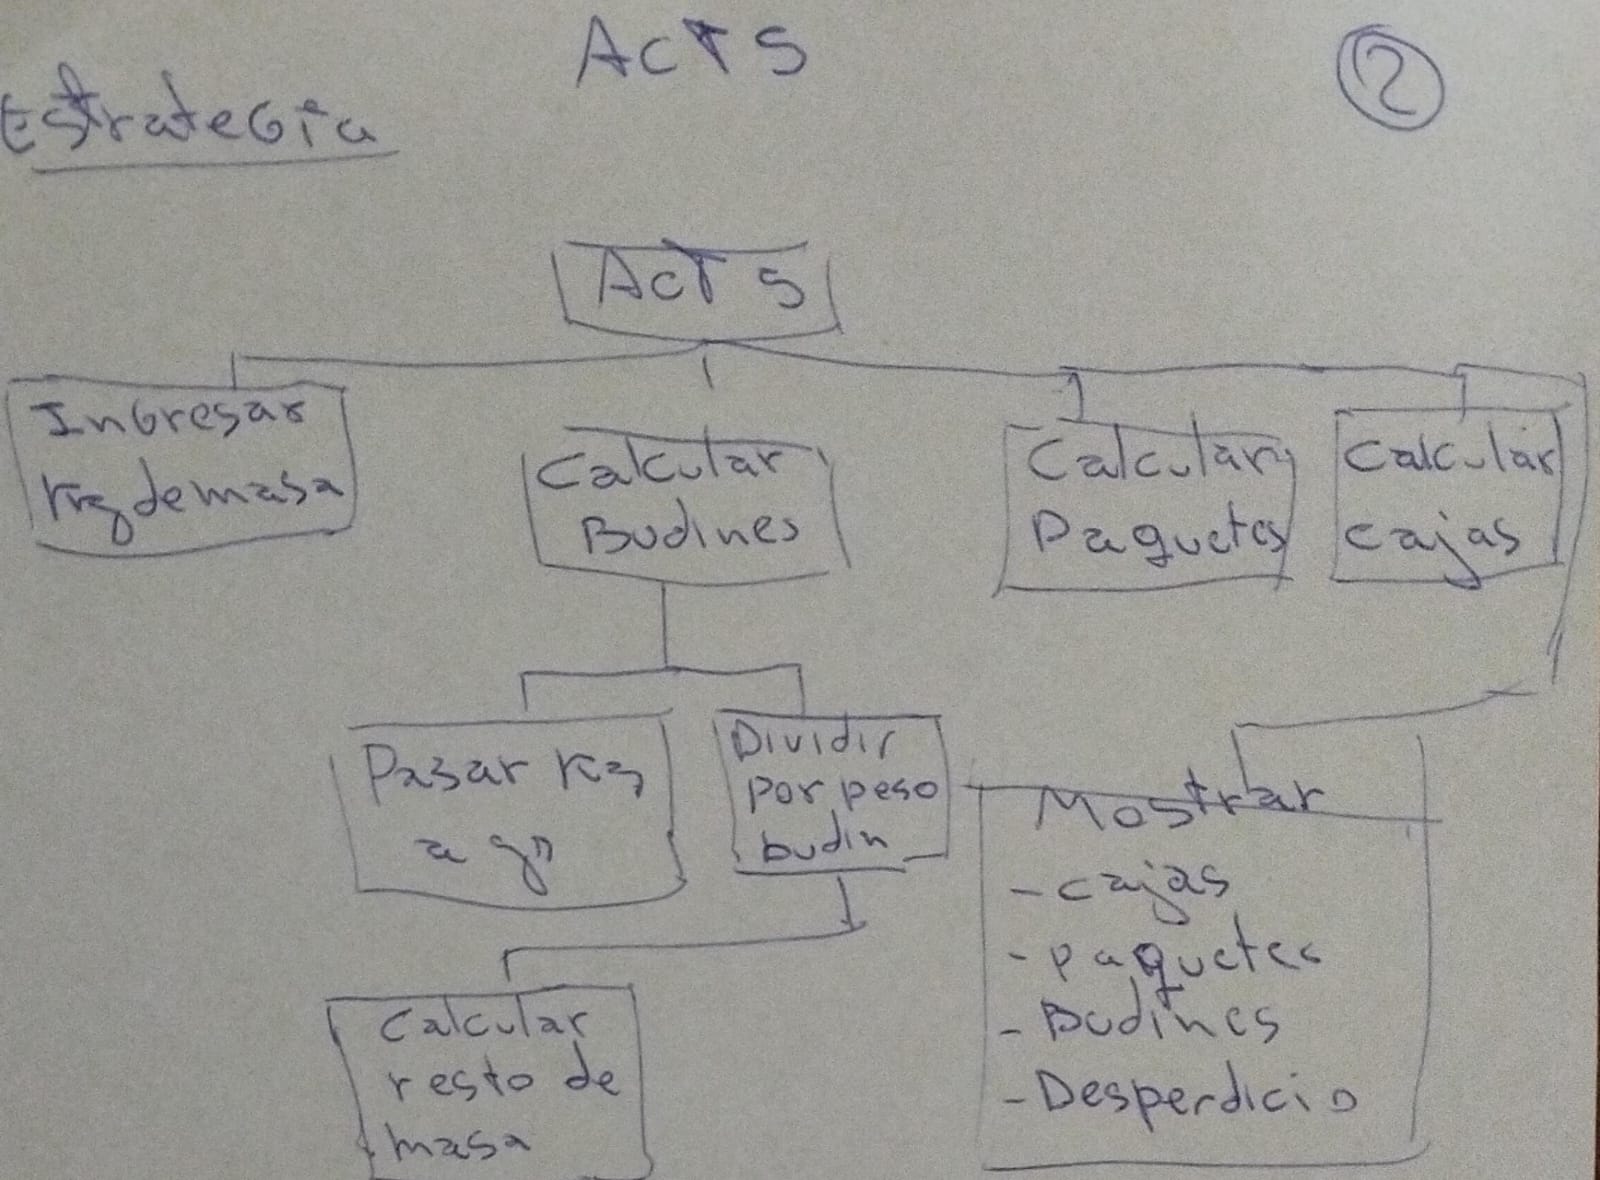 ACT 5
2
Estrategia
ACT 5
Ingresar
Kg de masa
Calcular
Budines
Calcular
Paquetes
Calcular
cajas
Pasar Kg
a gr
Dividir
por peso
budin
Mostrar
- cajas
- paquetes
- Budines
- Desperdicio
Calcular
resto de
masa